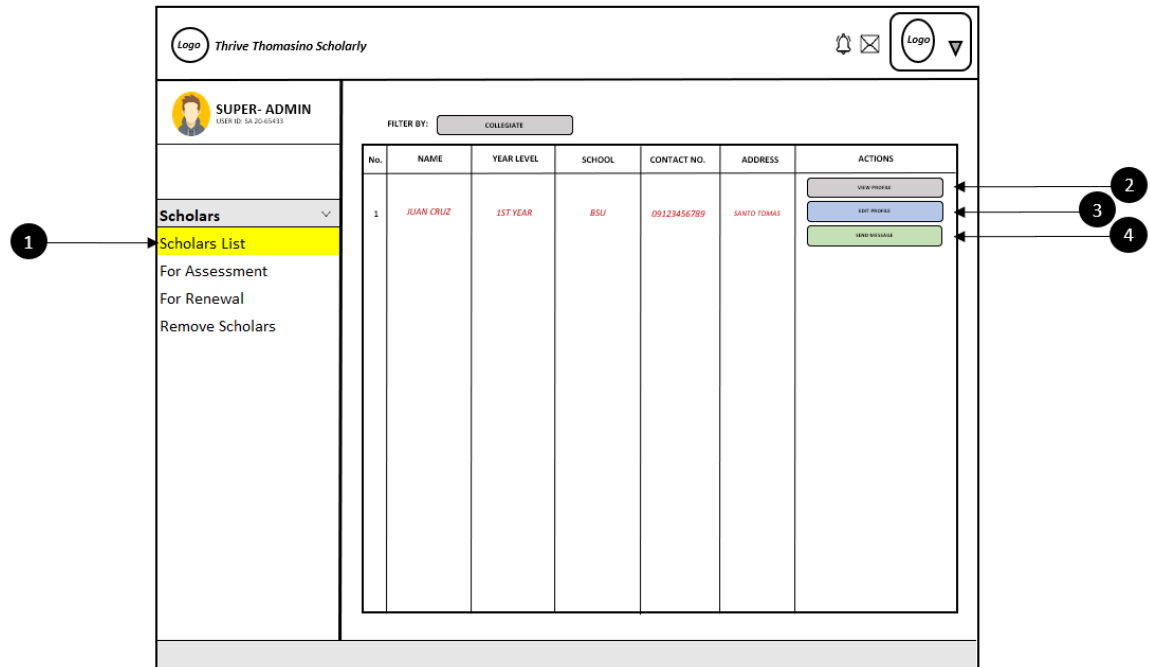 Logo
Thrive Thomasino Scholarly
Logo
SUPER- ADMIN
USER ID: SA 20-65433
FILTER BY:
COLLEGIATE
No. NAME YEAR LEVEL SCHOOL CONTACT NO. ADDRESS ACTIONS
1 JUAN CRUZ 1ST YEAR BSU 09123456789 SANTO TOMAS
VIEW PROFILE
EDIT PROFILE
SEND MESSAGE
Scholars
Scholars List
For Assessment
For Renewal
Remove Scholars
1
2
3
4